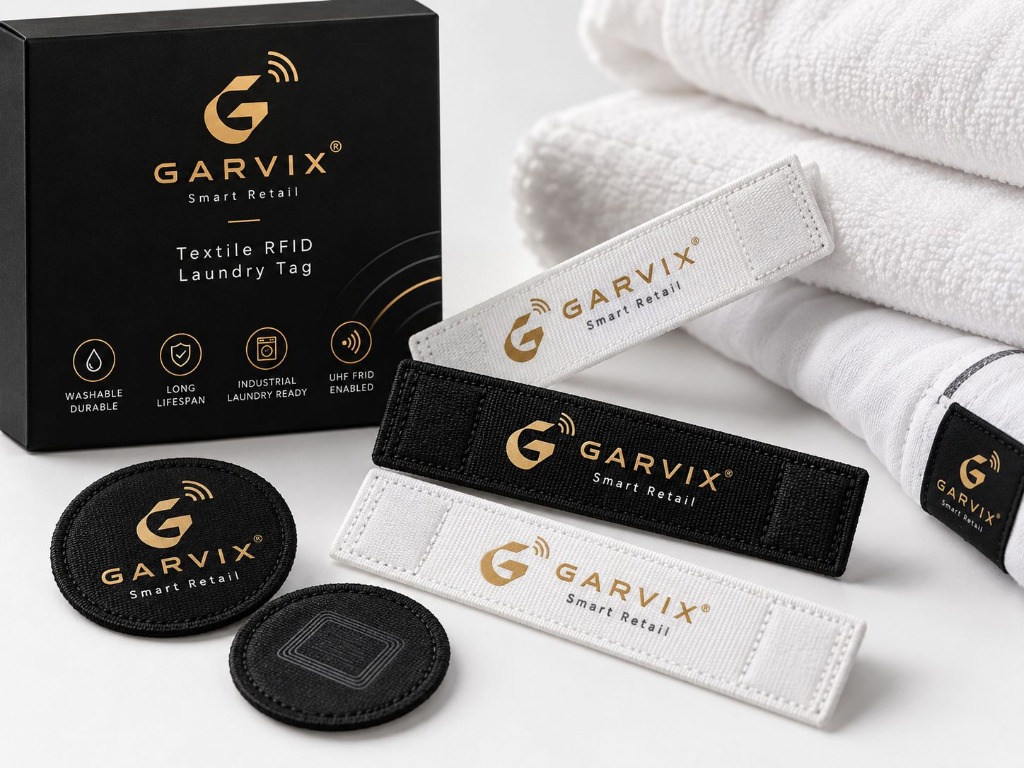 GARVIX®
Smart Retail
Textile RFID
Laundry Tag
WASHABLE
DURABLE
LONG
LIFESPAN
INDUSTRIAL
LAUNDRY READY
UHF FRID
ENABLED
GARVIX®
Smart Retail
GARVIX®
Smart Retail
GARVIX®
Smart Retail
GARVIX®
Smart Retail
GARVIX®
Smart Retail